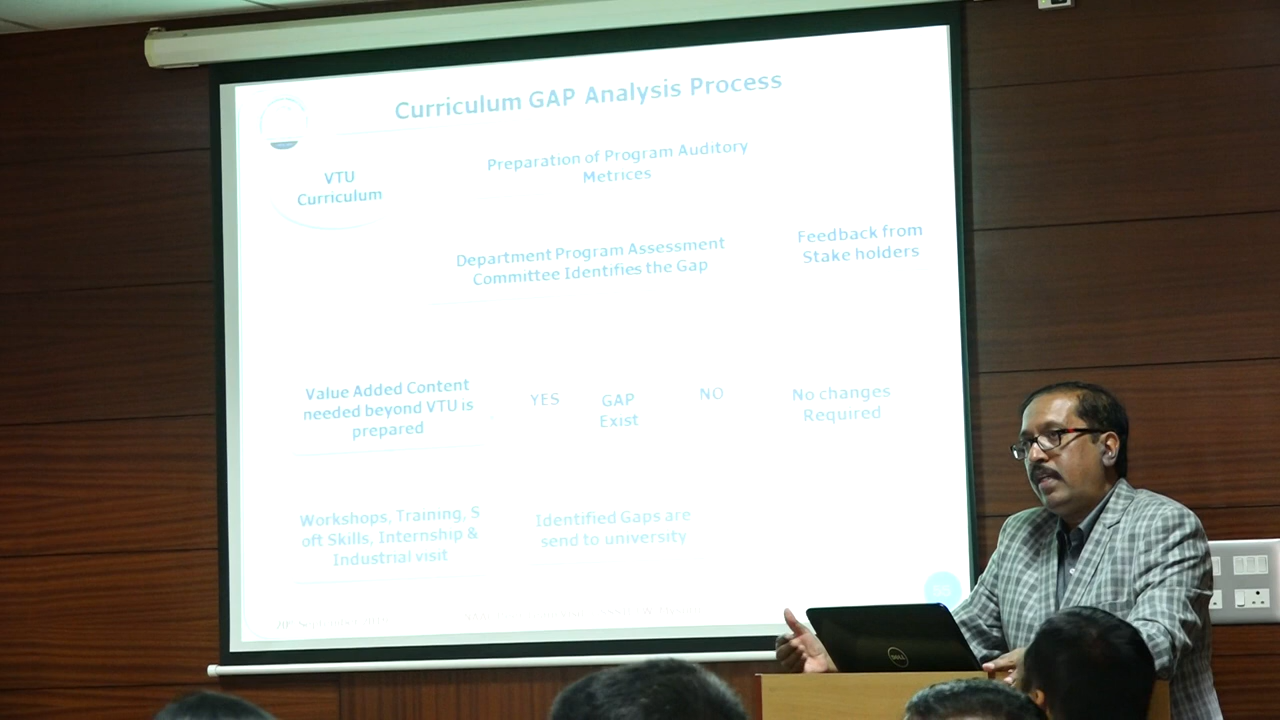 Curriculum GAP Analysis Process
VTU
Curriculum
Preparation of Program Auditory
Metrices
Department Program Assessment
Committee Identifies the Gap
Feedback from
Stake holders
Value Added Content
needed beyond VTU is
prepared
YES
GAP
Exist
NO
No changes
Required
Workshops, Training, S
oft Skills, Internship &
Industrial visit
Identified Gaps are
send to university
DELL